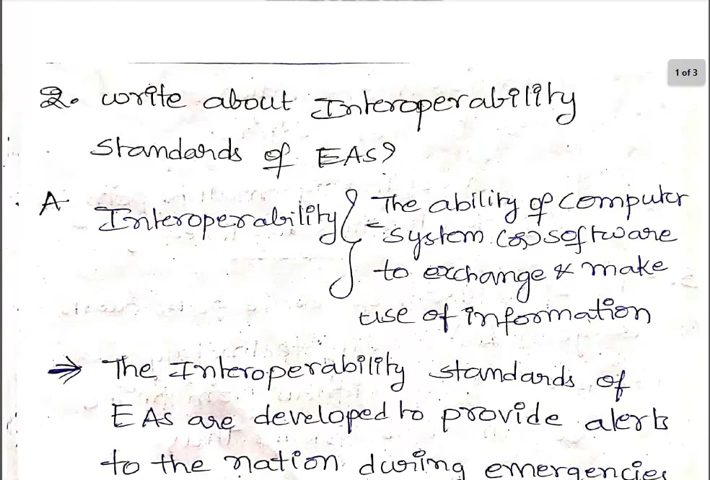 1 of 3
2. write about Interoperability
Standards of EAS?
A Interoperability { The ability of computer
= system (or) software
to exchange & make
use of information
⇒ The Interoperability standards of
EAS are developed to provide alerts
to the nation during emergencies